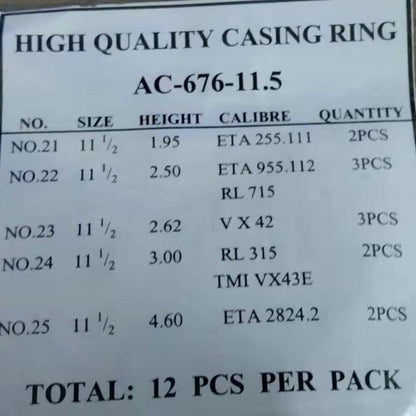 HIGH QUALITY CASING RING
AC-676-11.5
NO. SIZE HEIGHT CALIBRE QUANTITY
NO.21 11 1/2 1.95 ETA 255.111 2PCS
NO.22 11 1/2 2.50 ETA 955.112 3PCS
RL 715
NO.23 11 1/2 2.62 V X 42 3PCS
NO.24 11 1/2 3.00 RL 315 2PCS
TMI VX43E
NO.25 11 1/2 4.60 ETA 2824.2 2PCS
TOTAL: 12 PCS PER PACK